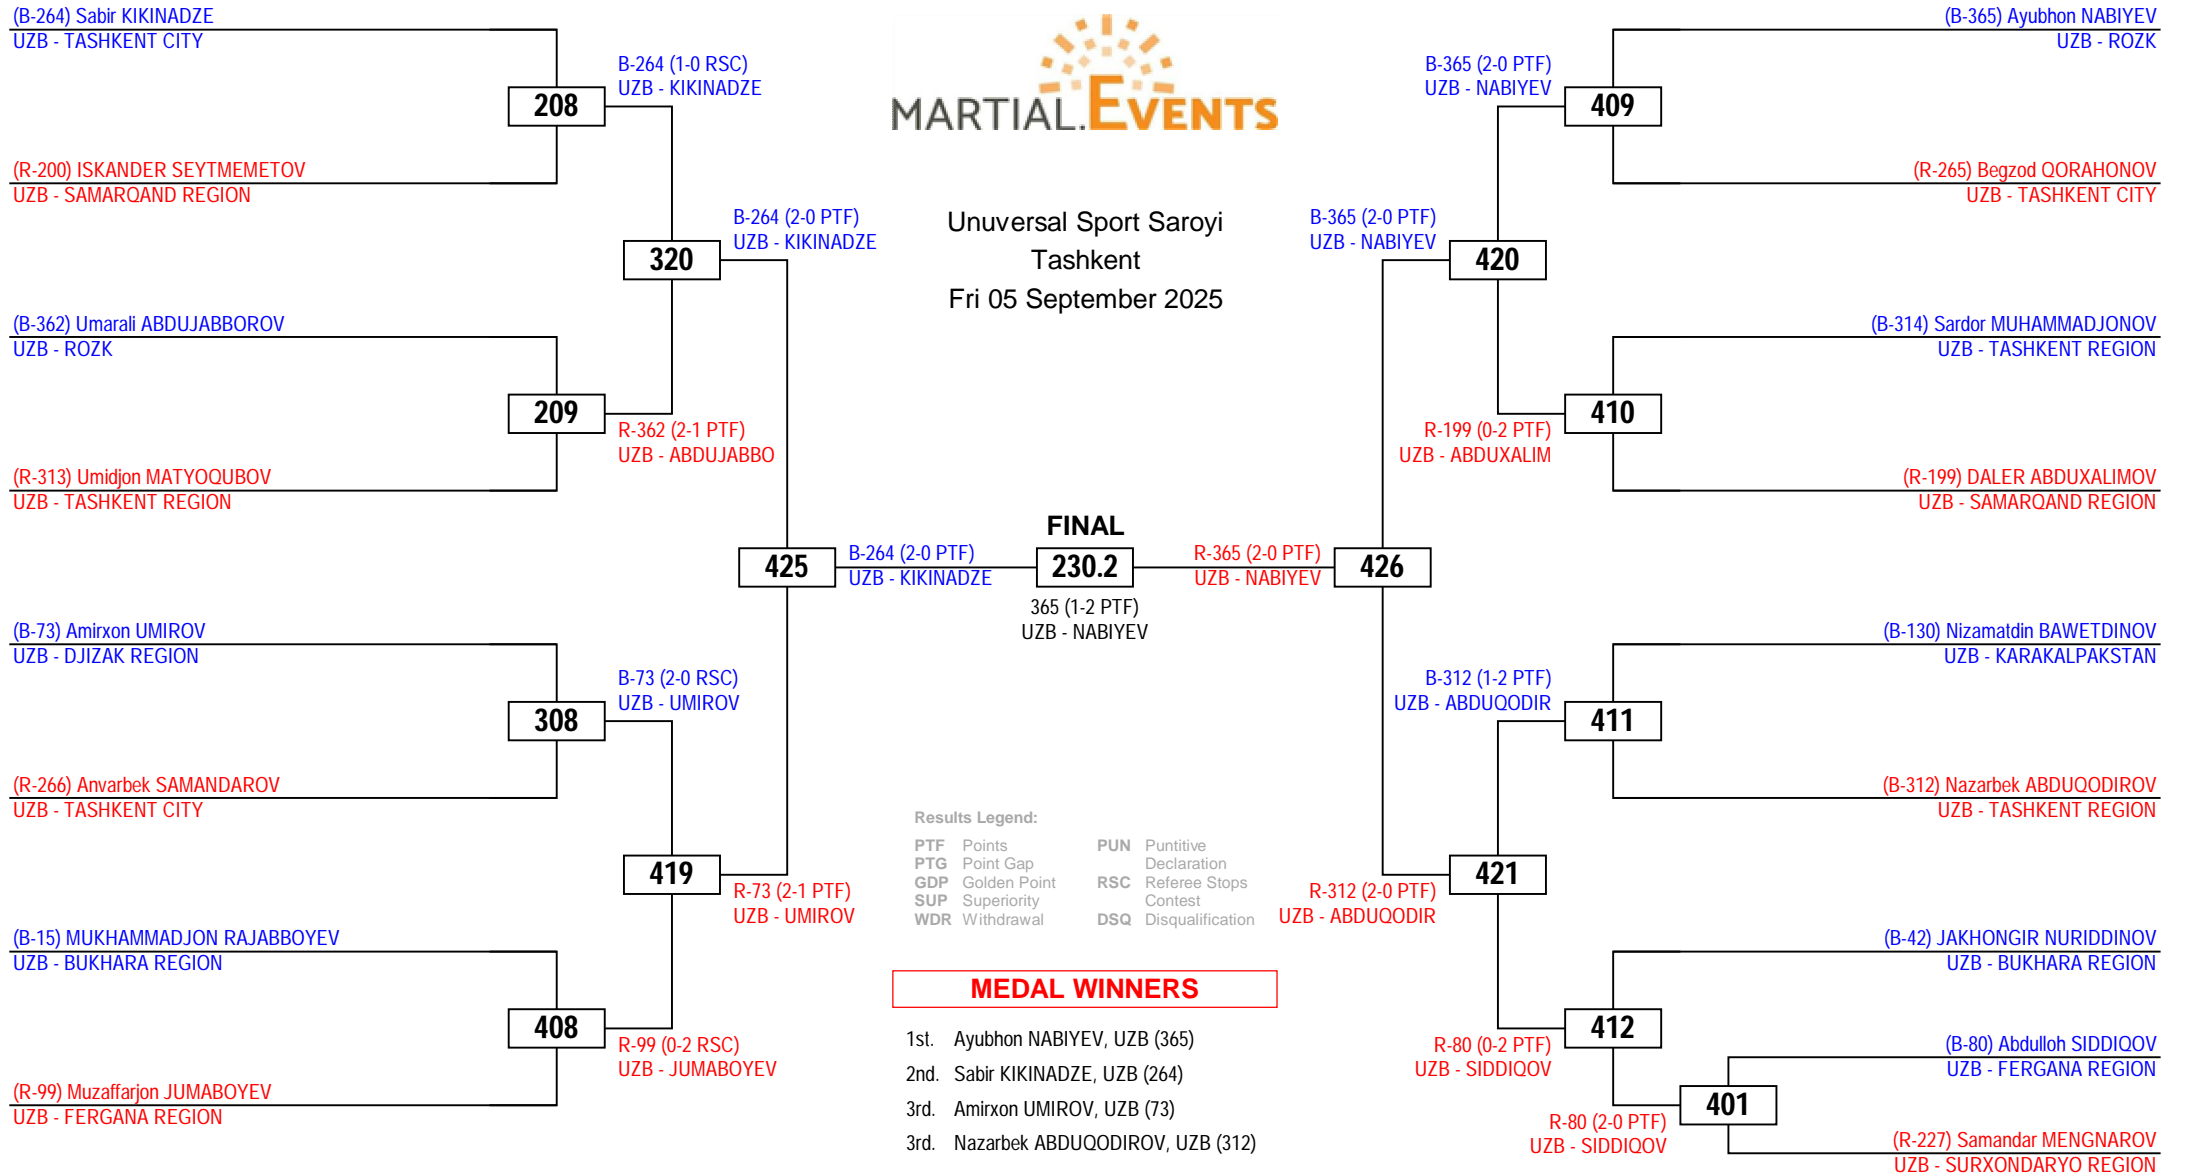 (B-264) Sabir KIKINADZE
UZB - TASHKENT CITY
B-264 (1-0 RSC)
UZB - KIKINADZE
208
(R-200) ISKANDER SEYTMEMETOV
UZB - SAMARQAND REGION
B-264 (2-0 PTF)
UZB - KIKINADZE
320
(B-362) Umarali ABDUJABBOROV
UZB - ROZK
209
R-362 (2-1 PTF)
UZB - ABDUJABBO
(R-313) Umidjon MATYOQUBOV
UZB - TASHKENT REGION
425
B-264 (2-0 PTF)
UZB - KIKINADZE
(B-73) Amirxon UMIROV
UZB - DJIZAK REGION
B-73 (2-0 RSC)
UZB - UMIROV
308
(R-266) Anvarbek SAMANDAROV
UZB - TASHKENT CITY
419
R-73 (2-1 PTF)
UZB - UMIROV
(B-15) MUKHAMMADJON RAJABBOYEV
UZB - BUKHARA REGION
408
R-99 (0-2 RSC)
UZB - JUMABOYEV
(R-99) Muzaffarjon JUMABOYEV
UZB - FERGANA REGION
MARTIAL.EVENTS
Unuversal Sport Saroyi
Tashkent
Fri 05 September 2025
FINAL
230.2
365 (1-2 PTF)
UZB - NABIYEV
Results Legend:
PTF Points
PTG Point Gap
GDP Golden Point
SUP Superiority
WDR Withdrawal
PUN Puntitive
Declaration
RSC Referee Stops
Contest
DSQ Disqualification
MEDAL WINNERS
1st. Ayubhon NABIYEV, UZB (365)
2nd. Sabir KIKINADZE, UZB (264)
3rd. Amirxon UMIROV, UZB (73)
3rd. Nazarbek ABDUQODIROV, UZB (312)
(B-365) Ayubhon NABIYEV
UZB - ROZK
B-365 (2-0 PTF)
UZB - NABIYEV
409
(R-265) Begzod QORAHONOV
UZB - TASHKENT CITY
B-365 (2-0 PTF)
UZB - NABIYEV
420
(B-314) Sardor MUHAMMADJONOV
UZB - TASHKENT REGION
410
R-199 (0-2 PTF)
UZB - ABDUXALIM
(R-199) DALER ABDUXALIMOV
UZB - SAMARQAND REGION
R-365 (2-0 PTF)
UZB - NABIYEV
426
(B-130) Nizamatdin BAWETDINOV
UZB - KARAKALPAKSTAN
B-312 (1-2 PTF)
UZB - ABDUQODIR
411
(B-312) Nazarbek ABDUQODIROV
UZB - TASHKENT REGION
421
R-312 (2-0 PTF)
UZB - ABDUQODIR
(B-42) JAKHONGIR NURIDDINOV
UZB - BUKHARA REGION
412
R-80 (0-2 PTF)
UZB - SIDDIQOV
(B-80) Abdulloh SIDDIQOV
UZB - FERGANA REGION
401
R-80 (2-0 PTF)
UZB - SIDDIQOV
(R-227) Samandar MENGNAROV
UZB - SURXONDARYO REGION